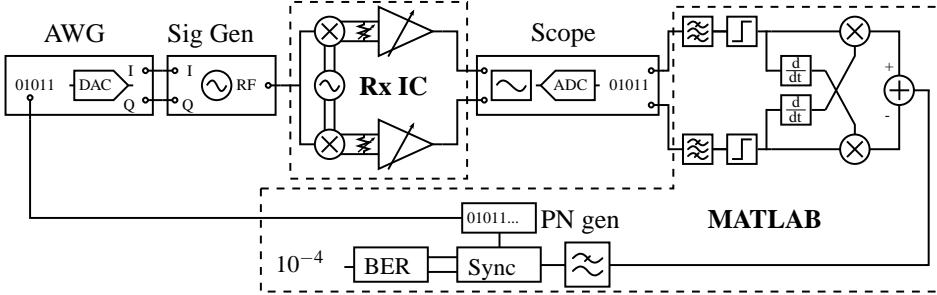 AWG
Sig Gen
Scope
I
I
01011
DAC
RF
Rx IC
ADC
01011
Q
Q
d
dt
d
dt
+
-
01011...
PN gen
MATLAB
10⁻⁴
BER
Sync